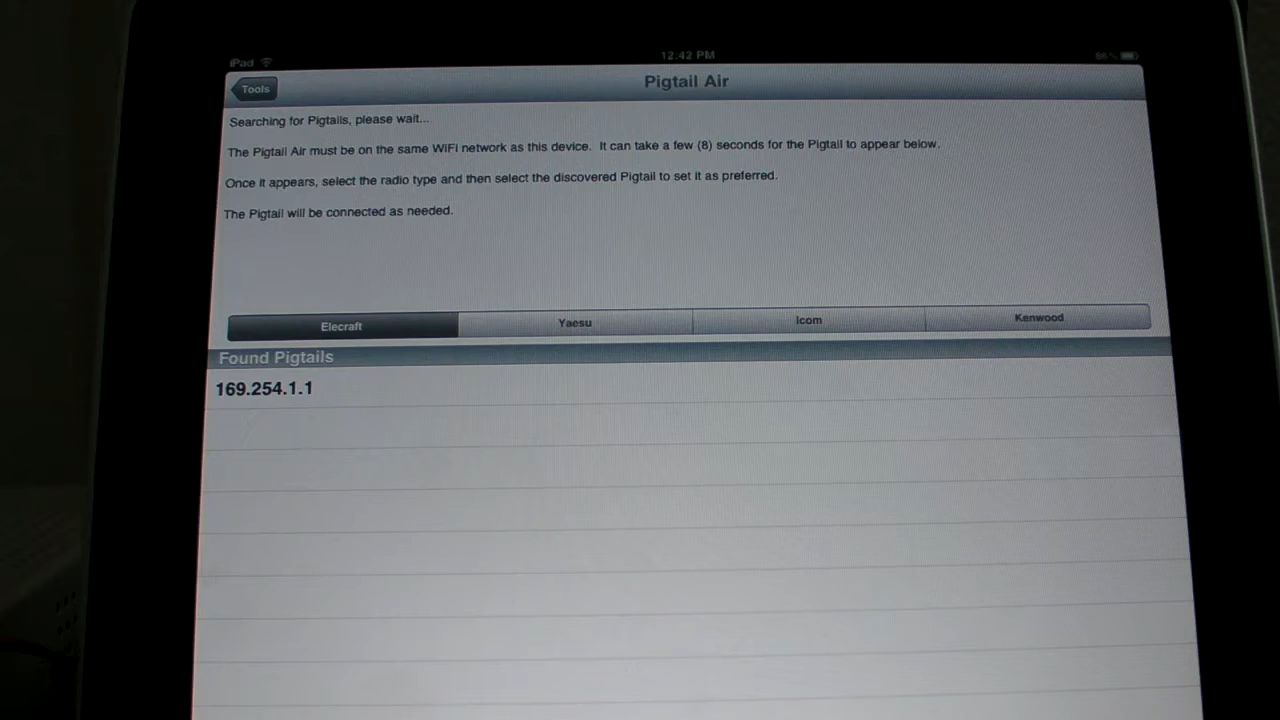 iPad
12:42 PM
Tools
Pigtail Air
Searching for Pigtails, please wait...
The Pigtail Air must be on the same WiFi network as this device. It can take a few (8) seconds for the Pigtail to appear below.
Once it appears, select the radio type and then select the discovered Pigtail to set it as preferred.
The Pigtail will be connected as needed.
Elecraft
Yaesu
Icom
Kenwood
Found Pigtails
169.254.1.1